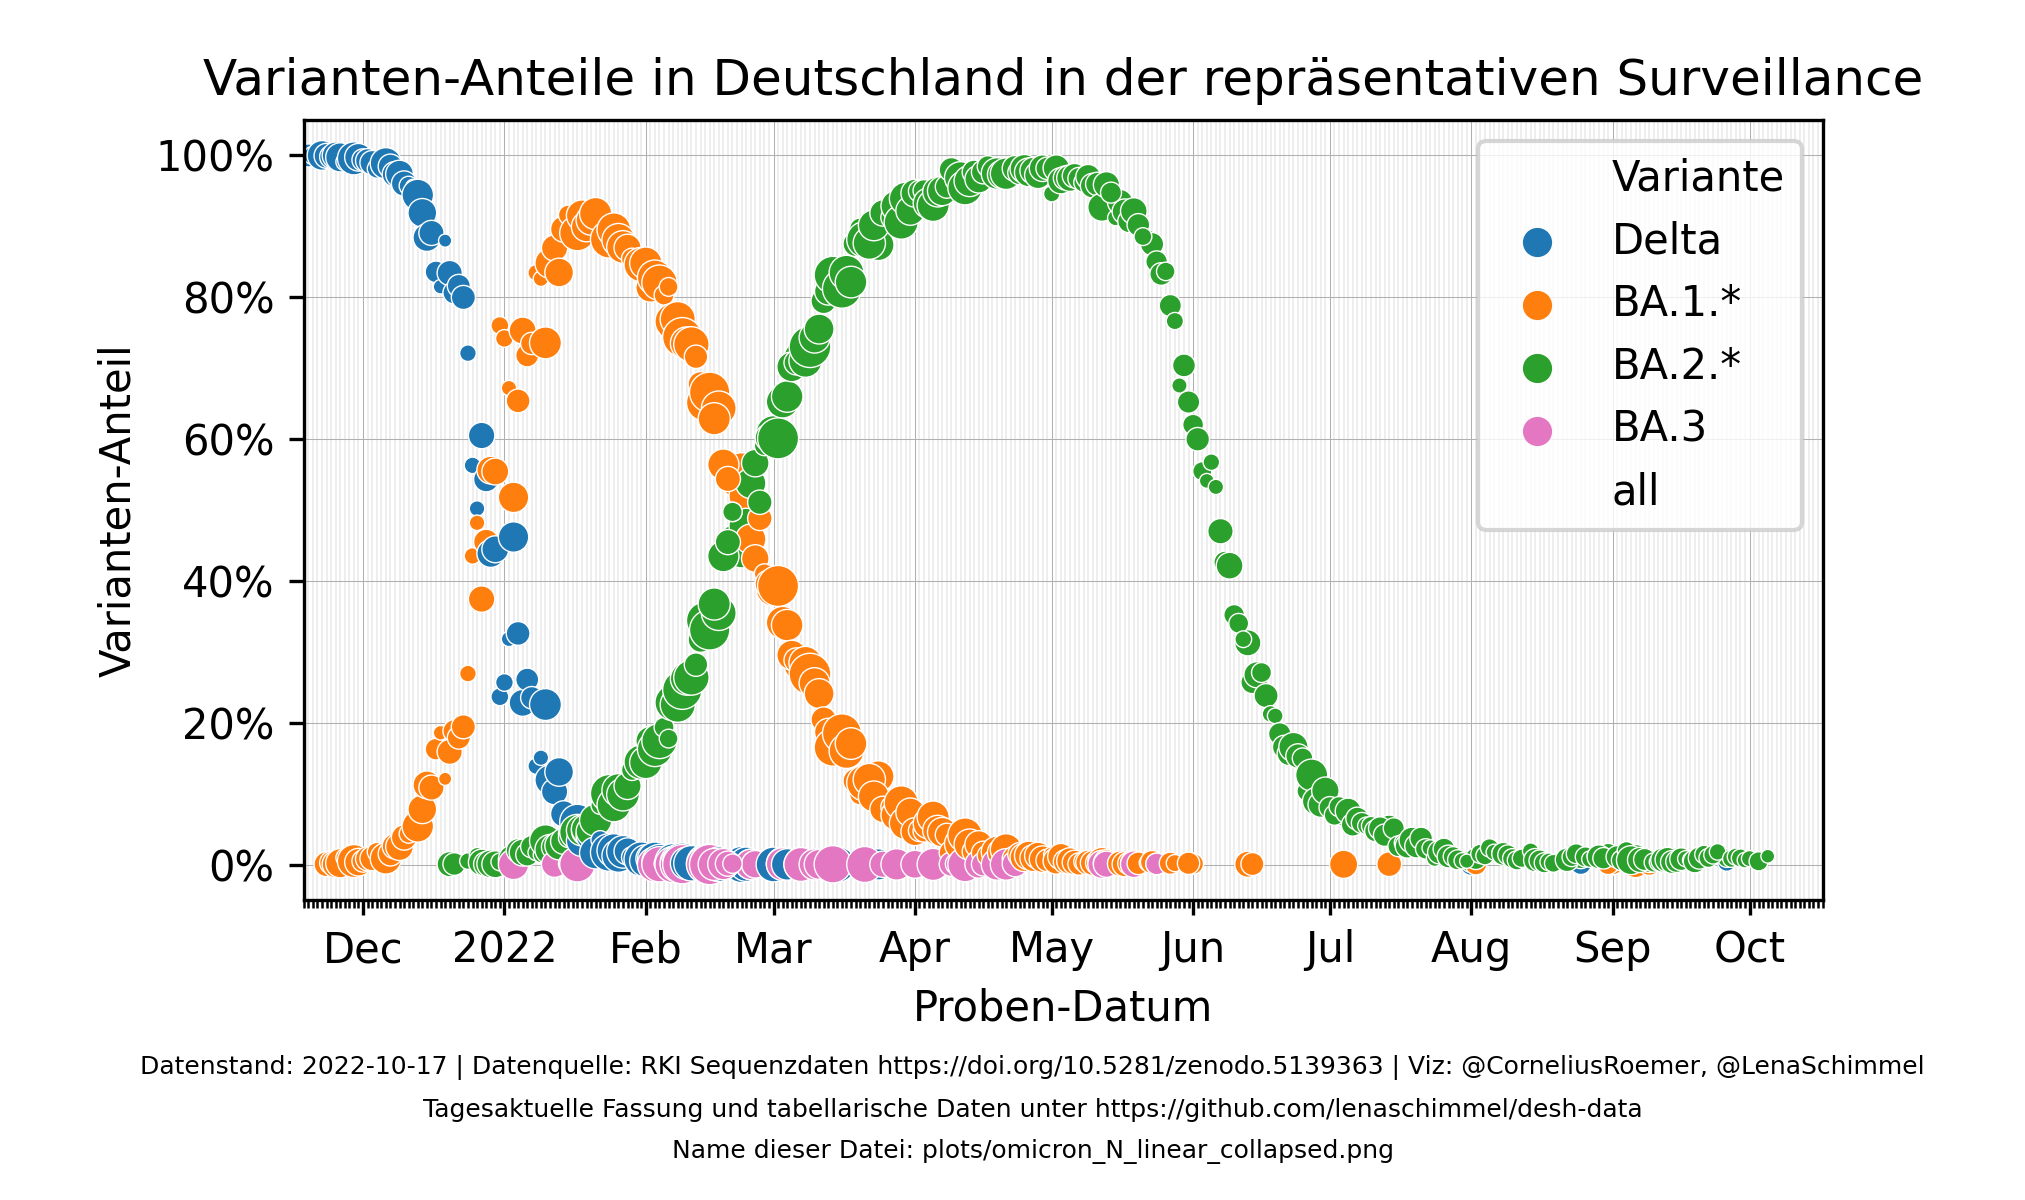 Varianten-Anteile in Deutschland in der repräsentativen Surveillance
Varianten-Anteil
100%
80%
60%
40%
20%
0%
Variante
Delta
BA.1.*
BA.2.*
BA.3
all
Dec 2022 Feb Mar Apr May Jun Jul Aug Sep Oct
Proben-Datum
Datenstand: 2022-10-17 | Datenquelle: RKI Sequenzdaten https://doi.org/10.5281/zenodo.5139363 | Viz: @CorneliusRoemer, @LenaSchimmel
Tagesaktuelle Fassung und tabellarische Daten unter https://github.com/lenaschimmel/desh-data
Name dieser Datei: plots/omicron_N_linear_collapsed.png